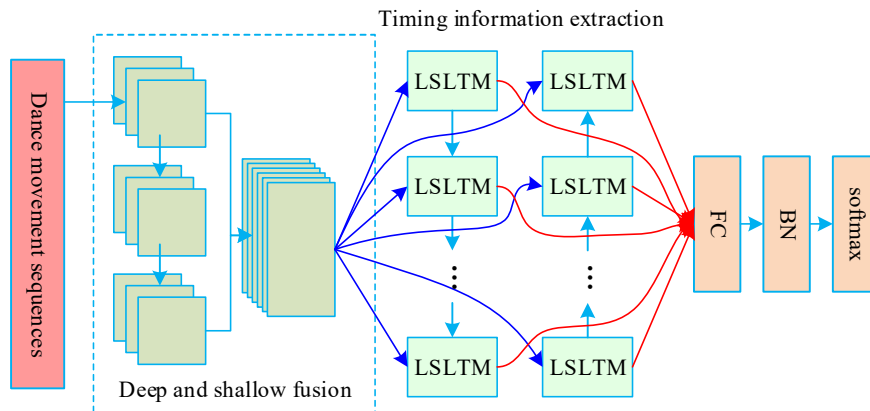 Timing information extraction
Dance movement sequences
LSLTM
LSLTM
LSLTM
LSLTM
...
...
LSLTM
LSLTM
FC
BN
softmax
Deep and shallow fusion